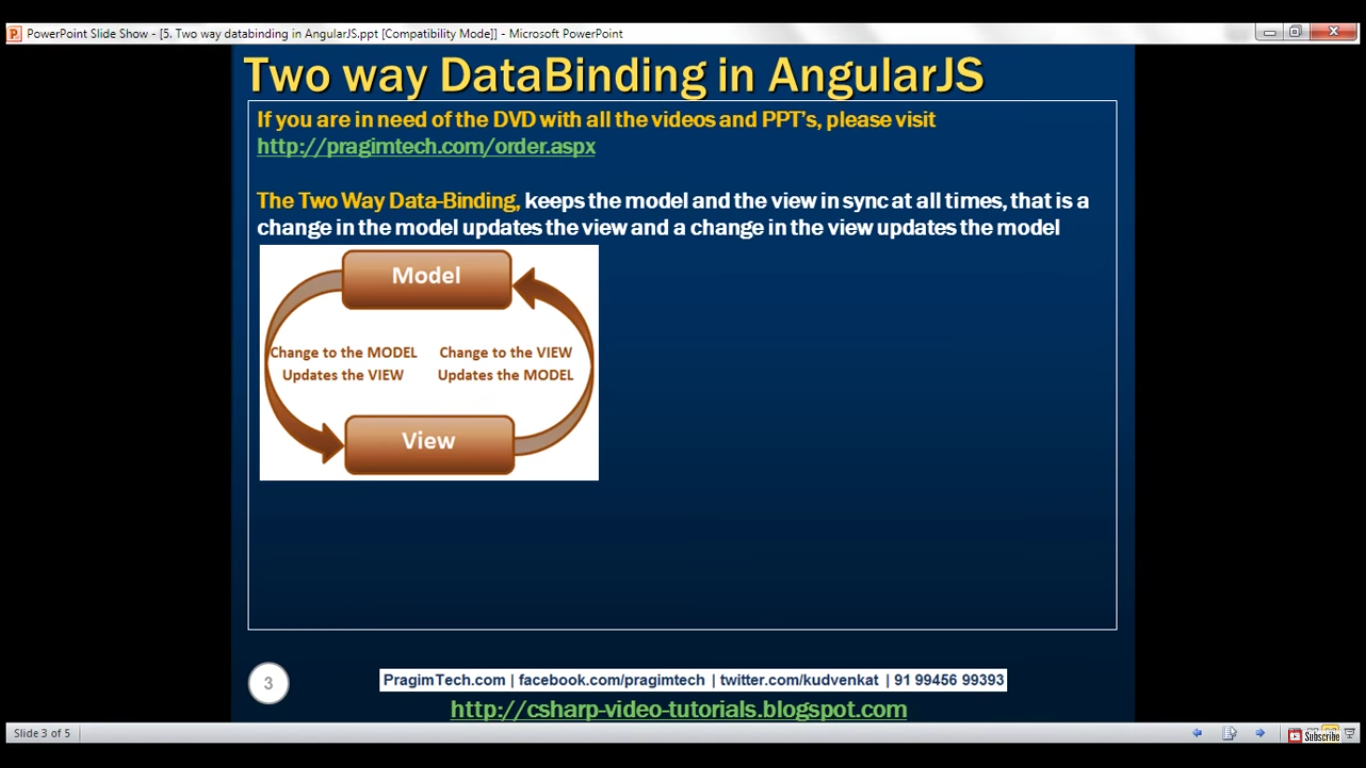 PowerPoint Slide Show - [5. Two way databinding in AngularJS.ppt [Compatibility Mode]] - Microsoft PowerPoint
Two way DataBinding in AngularJS
If you are in need of the DVD with all the videos and PPT's, please visit
http://pragimtech.com/order.aspx
The Two Way Data-Binding, keeps the model and the view in sync at all times, that is a
change in the model updates the view and a change in the view updates the model
Model
Change to the MODEL
Updates the VIEW
Change to the VIEW
Updates the MODEL
View
3
PragimTech.com | facebook.com/pragimtech | twitter.com/kudvenkat | 91 99456 99393
http://csharp-video-tutorials.blogspot.com
Slide 3 of 5
Subscribe